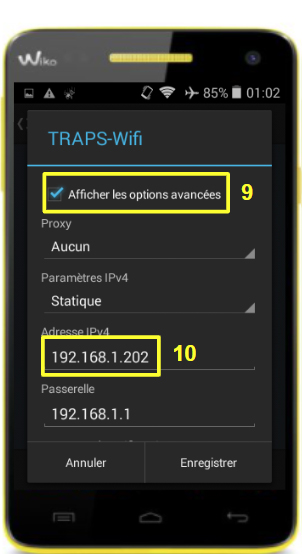 Wiko
85% 01:02
TRAPS-Wifi
Afficher les options avancées
9
Proxy
Aucun
Paramètres IPv4
Statique
Adresse IPv4
192.168.1.202
10
Passerelle
192.168.1.1
Annuler
Enregistrer